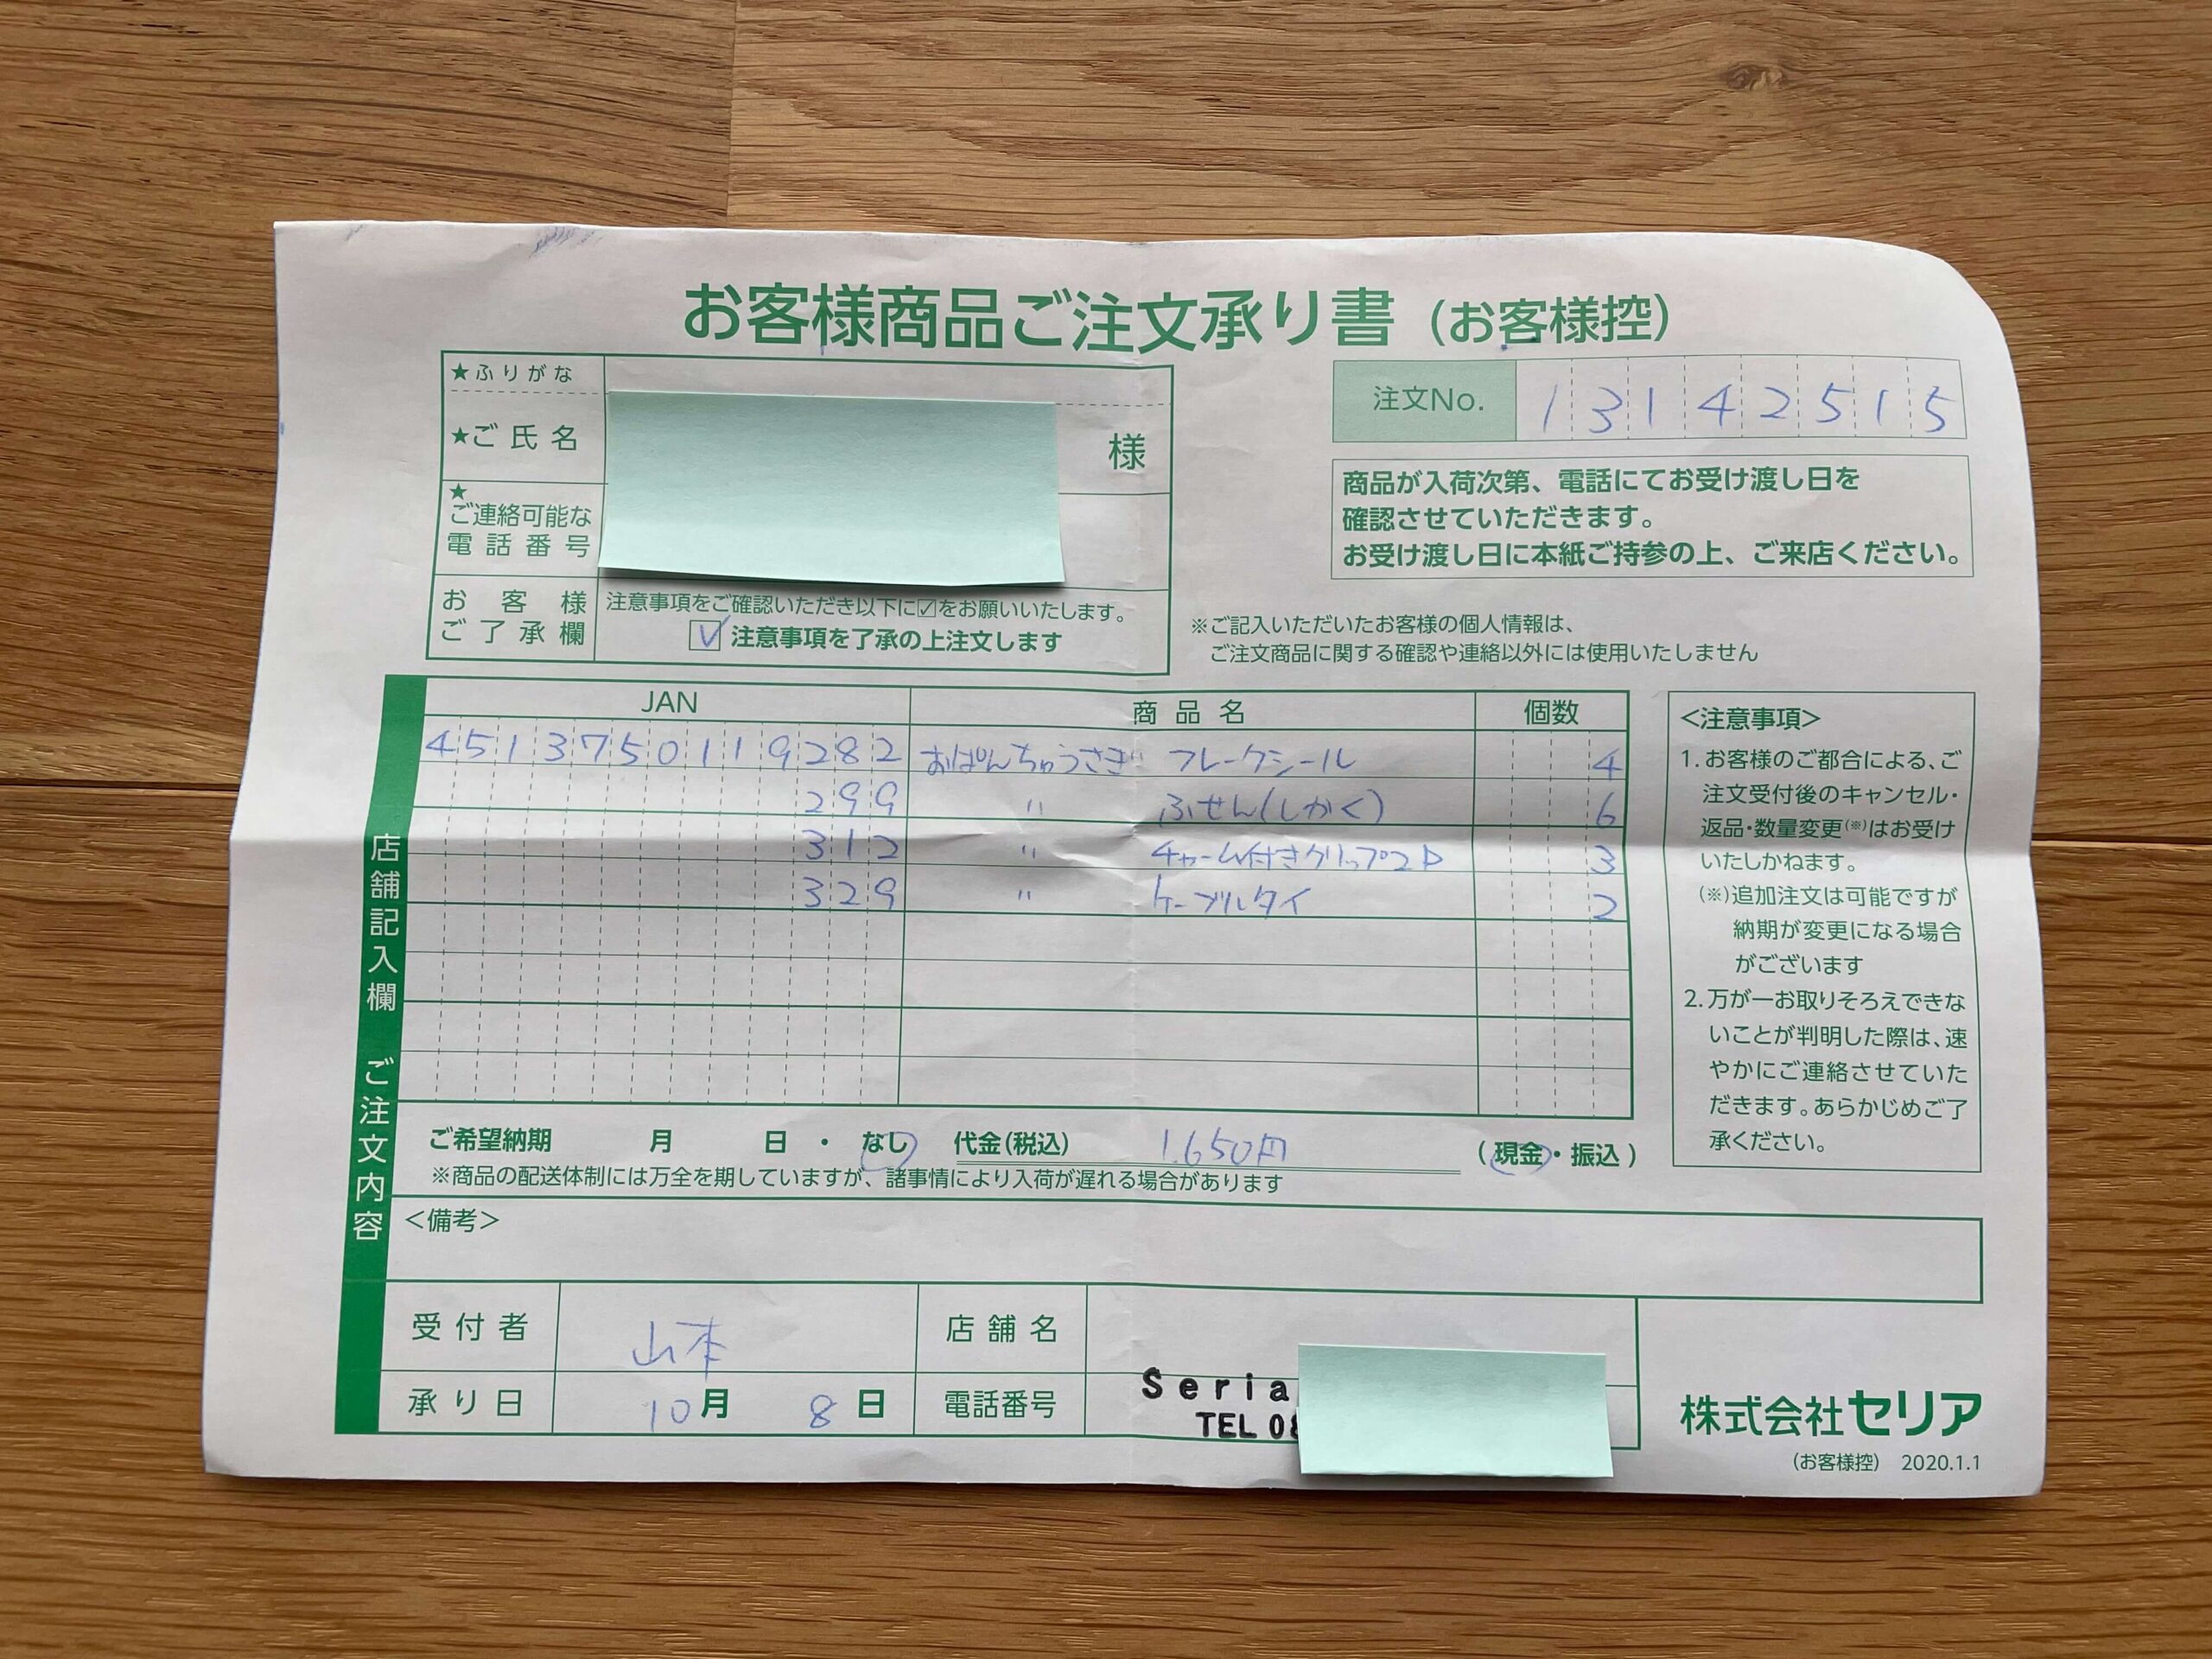 お客様商品ご注文承り書（お客様控）
★ふりがな
★ご氏名 様
★ご連絡可能な電話番号
お客様ご了承欄
注意事項をご確認いただき以下に☑をお願いいたします。
☑ 注意事項を了承の上注文します
注文No. 13142515
商品が入荷次第、電話にてお受け渡し日を
確認させていただきます。
お受け渡し日に本紙ご持参の上、ご来店ください。
※ご記入いただいたお客様の個人情報は、
ご注文商品に関する確認や連絡以外には使用いたしません
店舗記入欄 ご注文内容
JAN 商品名 個数
4513750119282 おぱんちゅうさぎ フレークシール 4
299 〃 ふせん(しかく) 6
312 〃 チャーム付きクリップ2P 3
329 〃 ケーブルタイ 2
ご希望納期 月 日・なし 代金(税込) 1.650円 (現金・振込)
※商品の配送体制には万全を期していますが、諸事情により入荷が遅れる場合があります
＜備考＞
受付者 山本 店舗名
承り日 10月 8日 電話番号
Seria
TEL 08
＜注意事項＞
1.お客様のご都合による、ご
注文受付後のキャンセル・
返品・数量変更(※)はお受け
いたしかねます。
(※)追加注文は可能ですが
納期が変更になる場合
がございます
2.万が一お取りそろえできな
いことが判明した際は、速
やかにご連絡させていた
だきます。あらかじめご了
承ください。
株式会社セリア
（お客様控） 2020.1.1